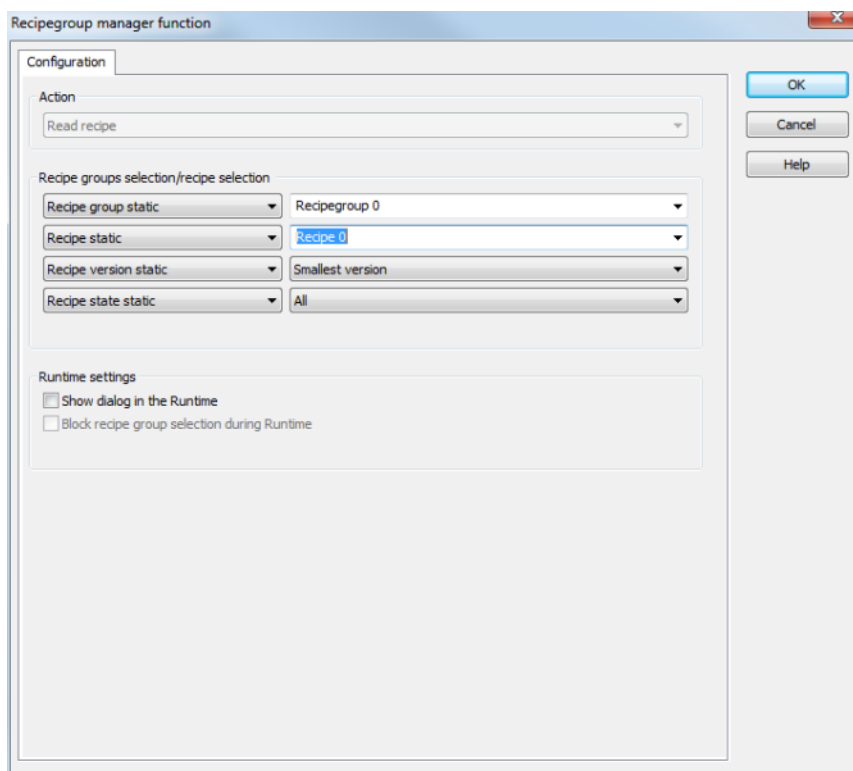 Recipegroup manager function
Configuration
OK
Action
Read recipe
Cancel
Help
Recipe groups selection/recipe selection
Recipe group static Recipegroup 0
Recipe static Recipe 0
Recipe version static Smallest version
Recipe state static All
Runtime settings
Show dialog in the Runtime
Block recipe group selection during Runtime